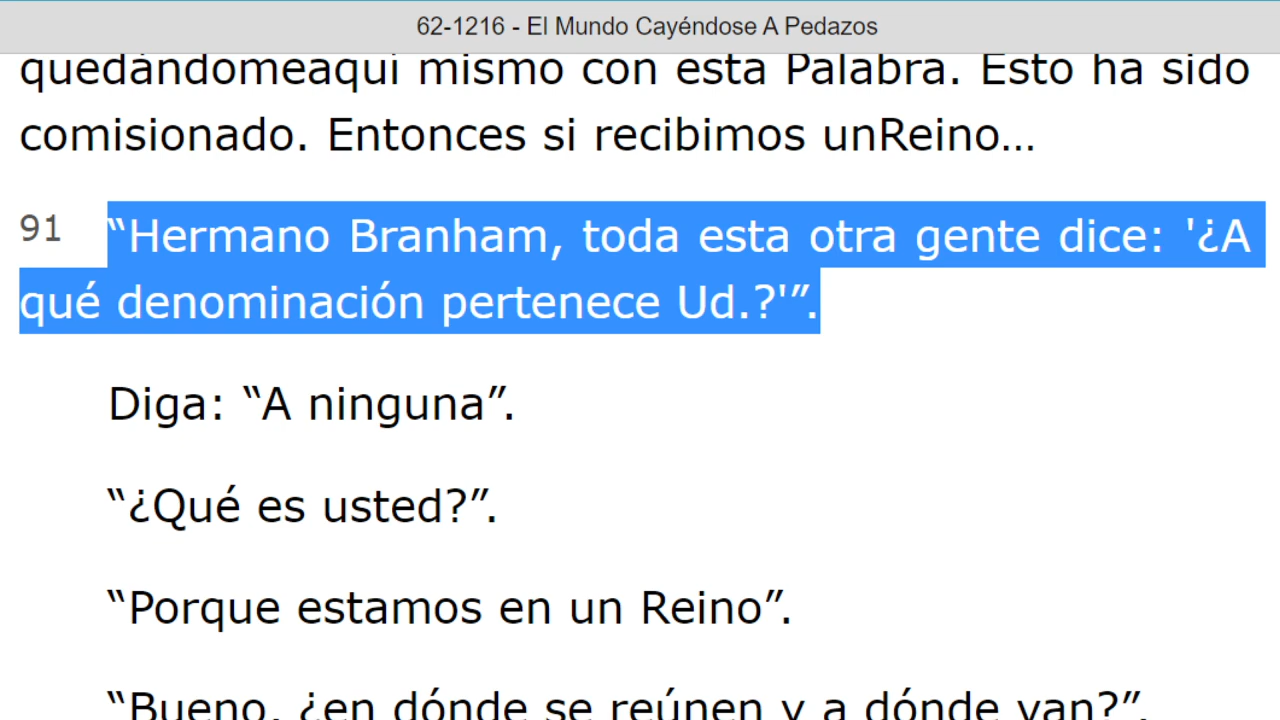 62-1216 - El Mundo Cayéndose A Pedazos
quedándomeaquí mismo con esta Palabra. Esto ha sido
comisionado. Entonces si recibimos unReino…
91 “Hermano Branham, toda esta otra gente dice: '¿A
qué denominación pertenece Ud.?'”.
Diga: “A ninguna”.
“¿Qué es usted?”.
“Porque estamos en un Reino”.
“Bueno, ¿en dónde se reúnen y a dónde van?”.